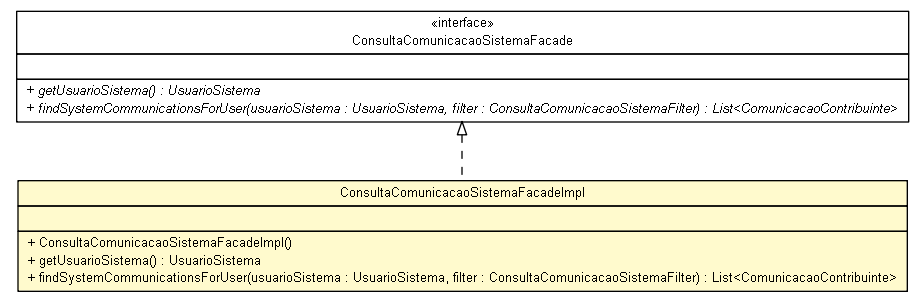 «interface»
ConsultaComunicacaoSistemaFacade
+ getUsuarioSistema() : UsuarioSistema
+ findSystemCommunicationsForUser(usuarioSistema : UsuarioSistema, filter : ConsultaComunicacaoSistemaFilter) : List<ComunicacaoContribuinte>
ConsultaComunicacaoSistemaFacadeImpl
+ ConsultaComunicacaoSistemaFacadeImpl()
+ getUsuarioSistema() : UsuarioSistema
+ findSystemCommunicationsForUser(usuarioSistema : UsuarioSistema, filter : ConsultaComunicacaoSistemaFilter) : List<ComunicacaoContribuinte>